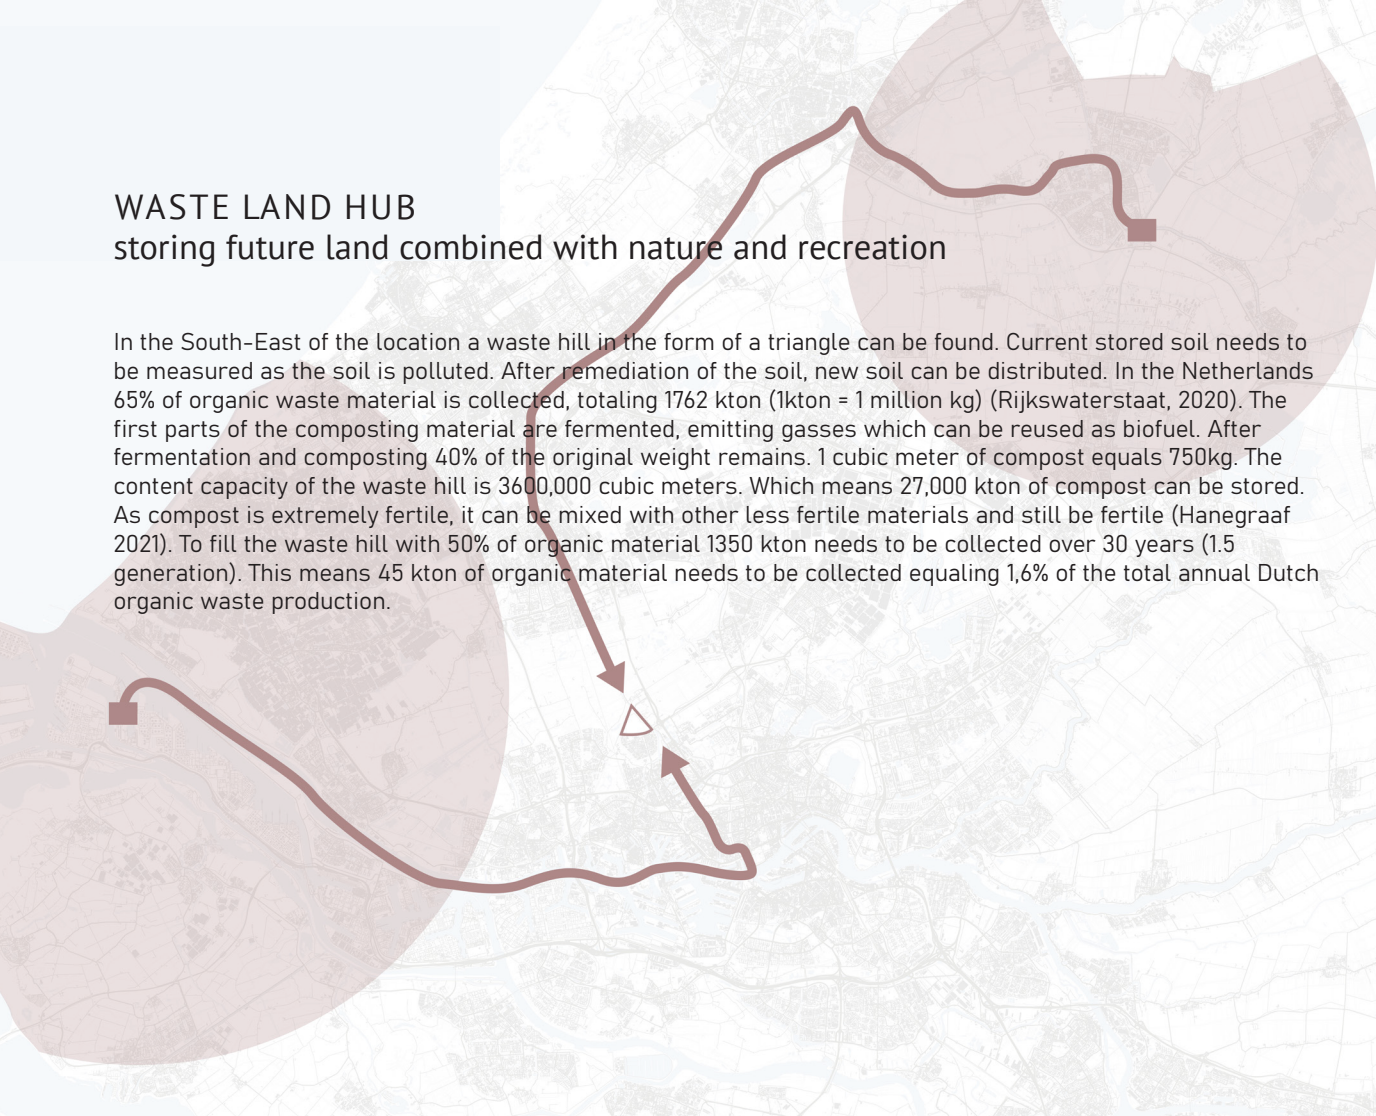 WASTE LAND HUB
storing future land combined with nature and recreation
In the South-East of the location a waste hill in the form of a triangle can be found. Current stored soil needs to
be measured as the soil is polluted. After remediation of the soil, new soil can be distributed. In the Netherlands
65% of organic waste material is collected, totaling 1762 kton (1kton = 1 million kg) (Rijkswaterstaat, 2020). The
first parts of the composting material are fermented, emitting gasses which can be reused as biofuel. After
fermentation and composting 40% of the original weight remains. 1 cubic meter of compost equals 750kg. The
content capacity of the waste hill is 3600,000 cubic meters. Which means 27,000 kton of compost can be stored.
As compost is extremely fertile, it can be mixed with other less fertile materials and still be fertile (Hanegraaf
2021). To fill the waste hill with 50% of organic material 1350 kton needs to be collected over 30 years (1.5
generation). This means 45 kton of organic material needs to be collected equaling 1,6% of the total annual Dutch
organic waste production.